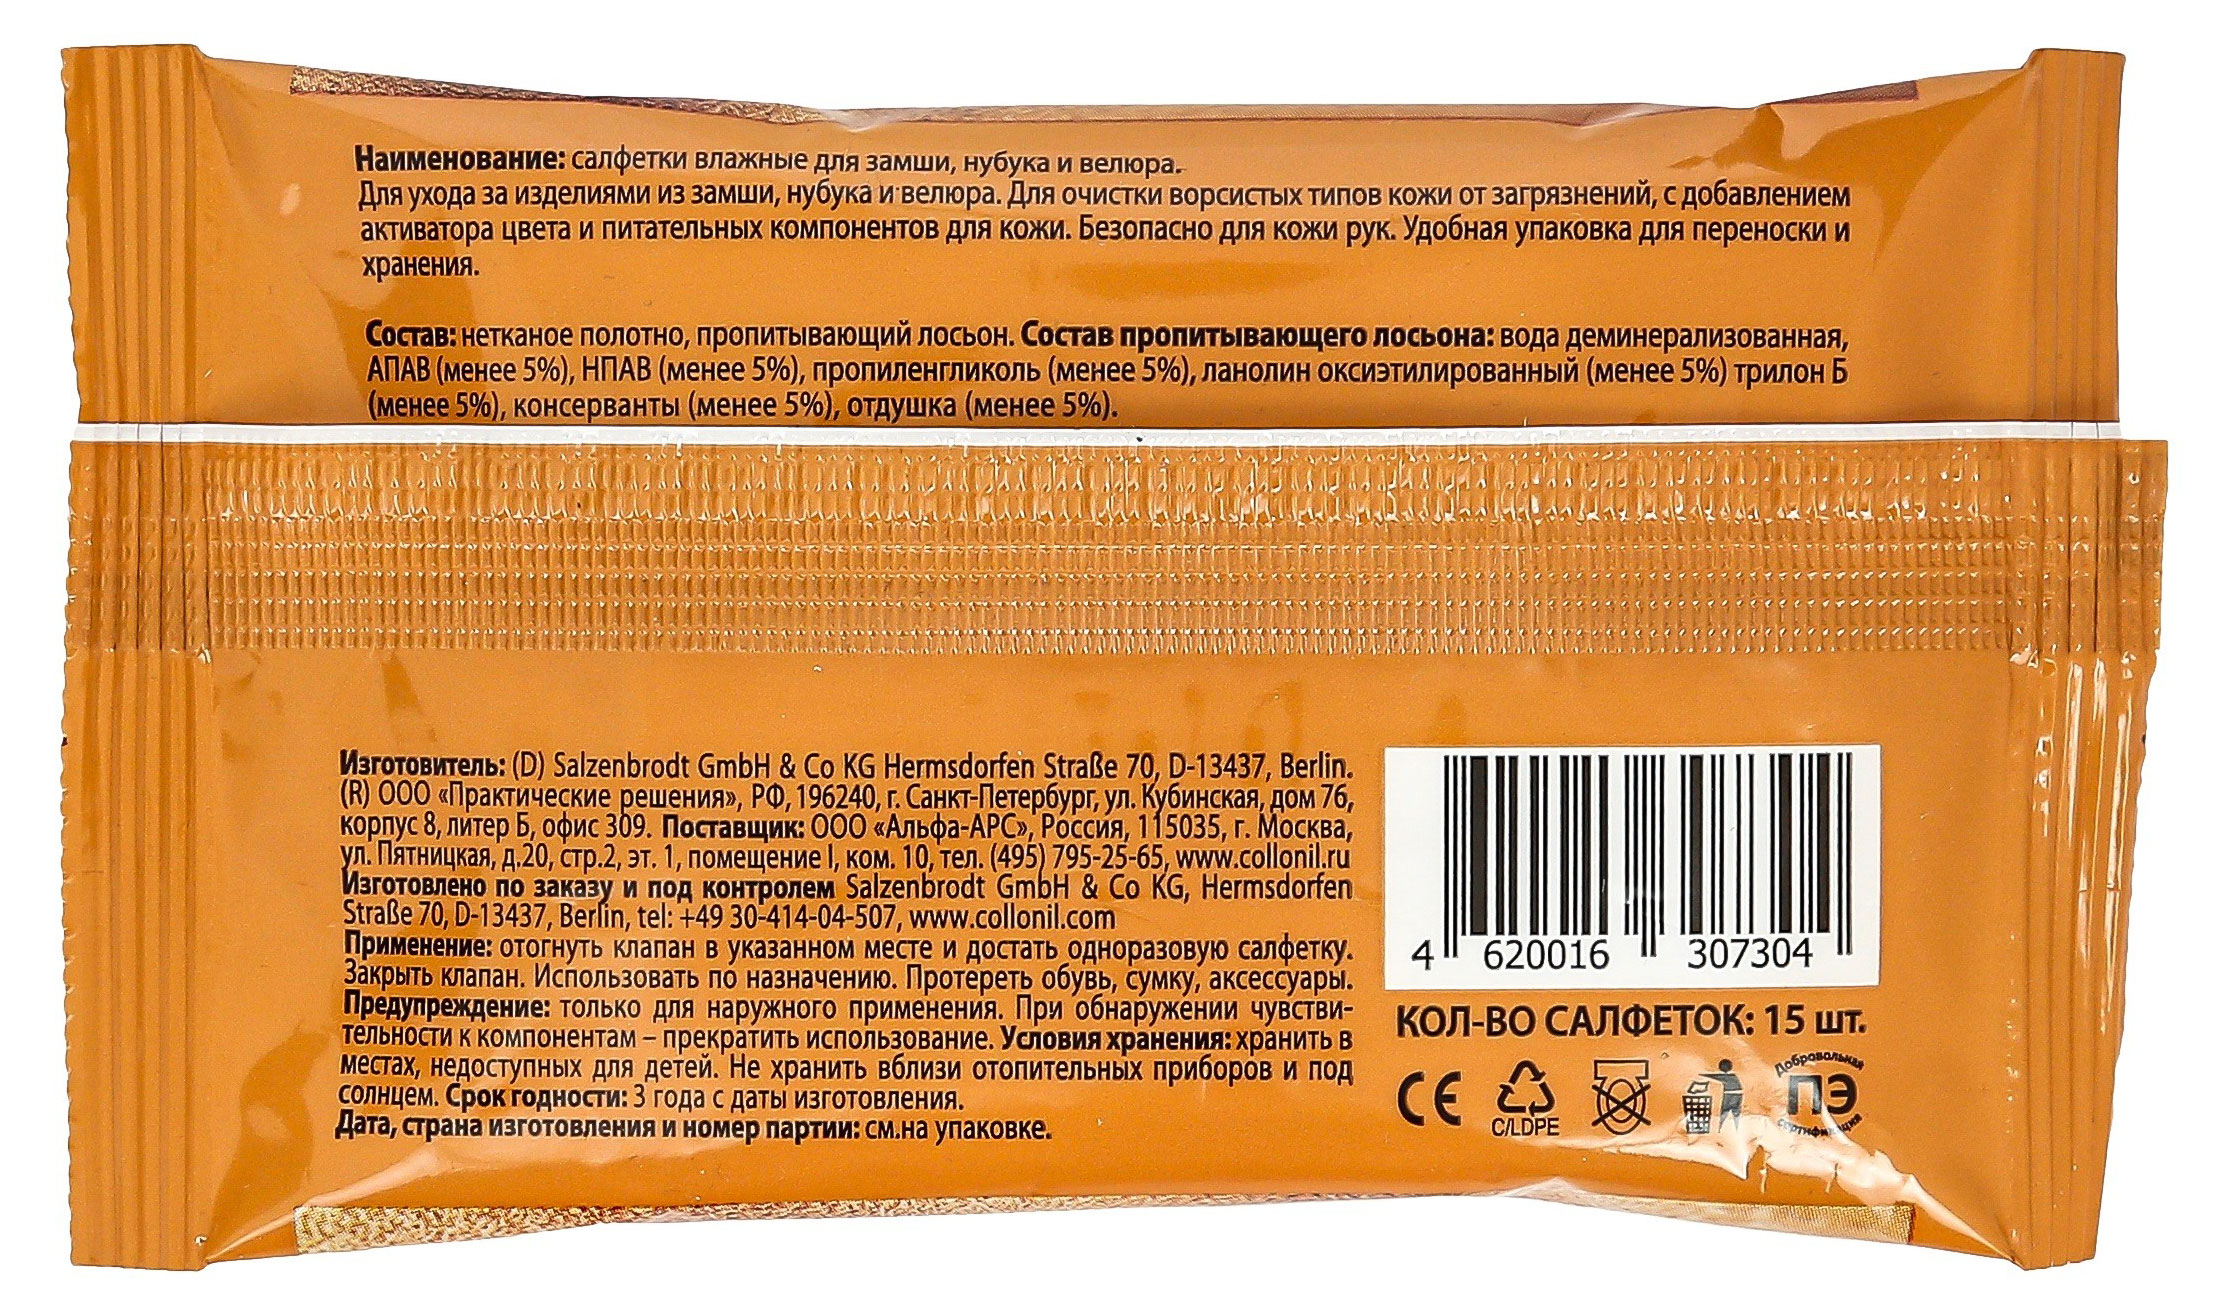 Наименование: салфетки влажные для замши, нубука и велюра.
Для ухода за изделиями из замши, нубука и велюра. Для очистки ворсистых типов кожи от загрязнений, с добавлением
активатора цвета и питательных компонентов для кожи. Безопасно для кожи рук. Удобная упаковка для переноски и
хранения.
Состав: нетканое полотно, пропитывающий лосьон. Состав пропитывающего лосьона: вода деминерализованная,
АПАВ (менее 5%), НПАВ (менее 5%), пропиленгликоль (менее 5%), ланолин оксиэтилированный (менее 5%) трилон Б
(менее 5%), консерванты (менее 5%), отдушка (менее 5%).
Изготовитель: (D) Salzenbrodt GmbH & Co KG Hermsdorfen Straße 70, D-13437, Berlin.
(R) ООО «Практические решения», РФ, 196240, г. Санкт-Петербург, ул. Кубинская, дом 76,
корпус 8, литер Б, офис 309. Поставщик: ООО «Альфа-АРС», Россия, 115035, г. Москва,
ул. Пятницкая, д.20, стр.2, эт. 1, помещение I, ком. 10, тел. (495) 795-25-65, www.collonil.ru
Изготовлено по заказу и под контролем Salzenbrodt GmbH & Co KG, Hermsdorfen
Straße 70, D-13437, Berlin, tel: +49 30-414-04-507, www.collonil.com
Применение: отогнуть клапан в указанном месте и достать одноразовую салфетку.
Закрыть клапан. Использовать по назначению. Протереть обувь, сумку, аксессуары.
Предупреждение: только для наружного применения. При обнаружении чувстви-
тельности к компонентам – прекратить использование. Условия хранения: хранить в
местах, недоступных для детей. Не хранить вблизи отопительных приборов и под
солнцем. Срок годности: 3 года с даты изготовления.
Дата, страна изготовления и номер партии: см.на упаковке.
4 620016 307304
КОЛ-ВО САЛФЕТОК: 15 шт.
CE
C/LDPE
Добровольная
ПЭ
сертификация